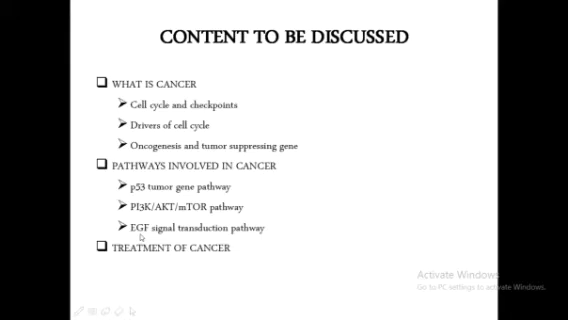 CONTENT TO BE DISCUSSED
WHAT IS CANCER
Cell cycle and checkpoints
Drivers of cell cycle
Oncogenesis and tumor suppressing gene
PATHWAYS INVOLVED IN CANCER
p53 tumor gene pathway
PI3K/AKT/mTOR pathway
EGF signal transduction pathway
TREATMENT OF CANCER
Activate Windows
Go to PC settings to activate Windows.